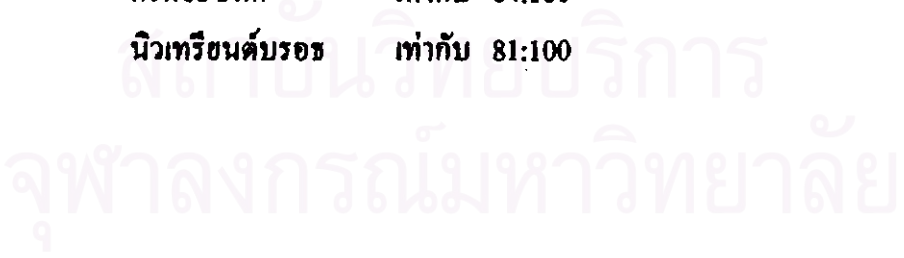 นิวเทรียนต์บรอธ เท่ากับ 81:100
สถาบันวิทยบริการ
จุฬาลงกรณ์มหาวิทยาลัย